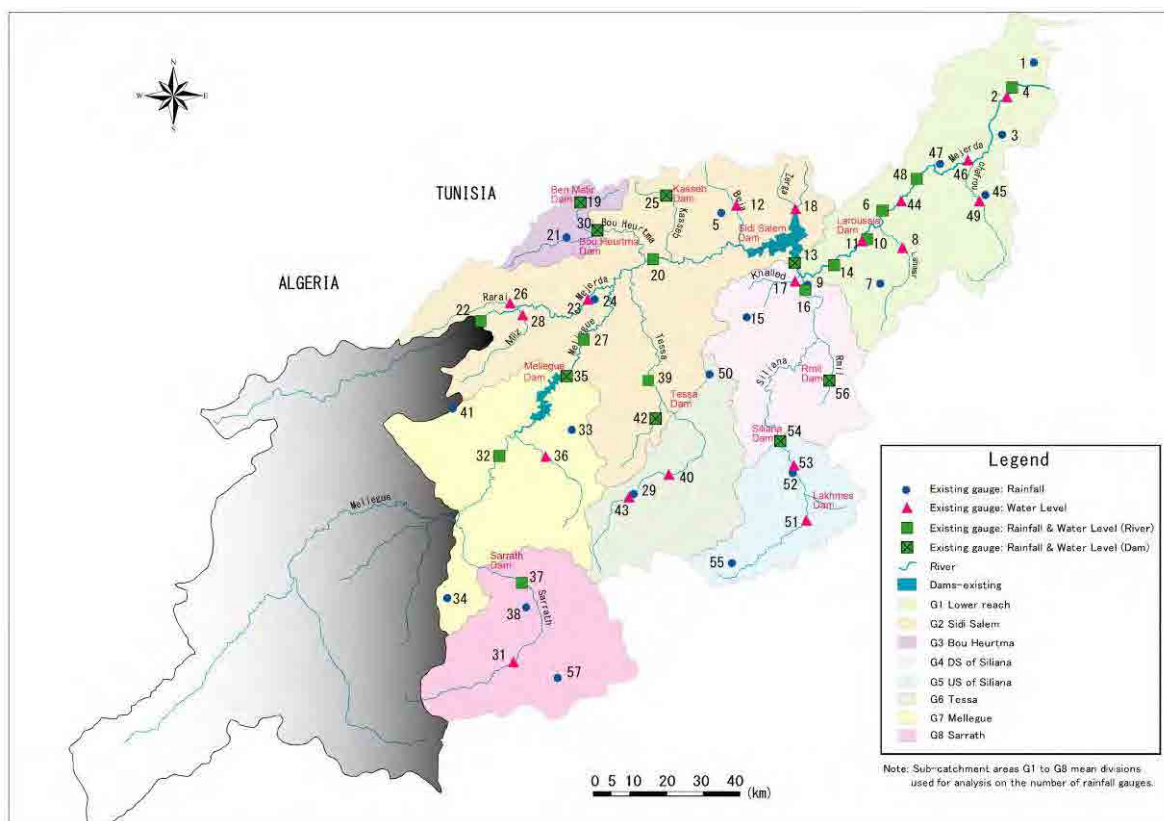 N
W E
S
TUNISIA
ALGERIA
1
2
4
3
Mejerda
47
46
Chafrou
48
45
49
44
6
Laroussia
Dam
11
10
8
Lahmar
7
14
Ben Metir
Dam
19
Kasseb
Dam
25
Kasseb
Beja
12
5
Zerga
18
Sidi Salem
Dam
13
30
Bou Heurtma
21
Bou Heurtma
Dam
20
Khalled
17
9
16
15
Rarai
26
22
28
Mliz
Mejerda
23
24
Mellegue
27
Mellegue
Dam
35
Tessa
39
Tessa
Dam
42
50
Siliana
Rmil
Rmil
Dam
56
Siliana
Dam
54
53
52
Lakhmes
Dam
51
55
41
33
32
36
40
29
43
Mellegue
Sarrath
Dam
37
34
38
Sarrath
31
57
0 5 10 20 30 40
(km)
Legend
Existing gauge: Rainfall
Existing gauge: Water Level
Existing gauge: Rainfall & Water Level (River)
Existing gauge: Rainfall & Water Level (Dam)
River
Dams-existing
G1 Lower reach
G2 Sidi Salem
G3 Bou Heurtma
G4 DS of Siliana
G5 US of Siliana
G6 Tessa
G7 Mellegue
G8 Sarrath
Note: Sub-catchment areas G1 to G8 mean divisions
used for analysis on the number of rainfall gauges.